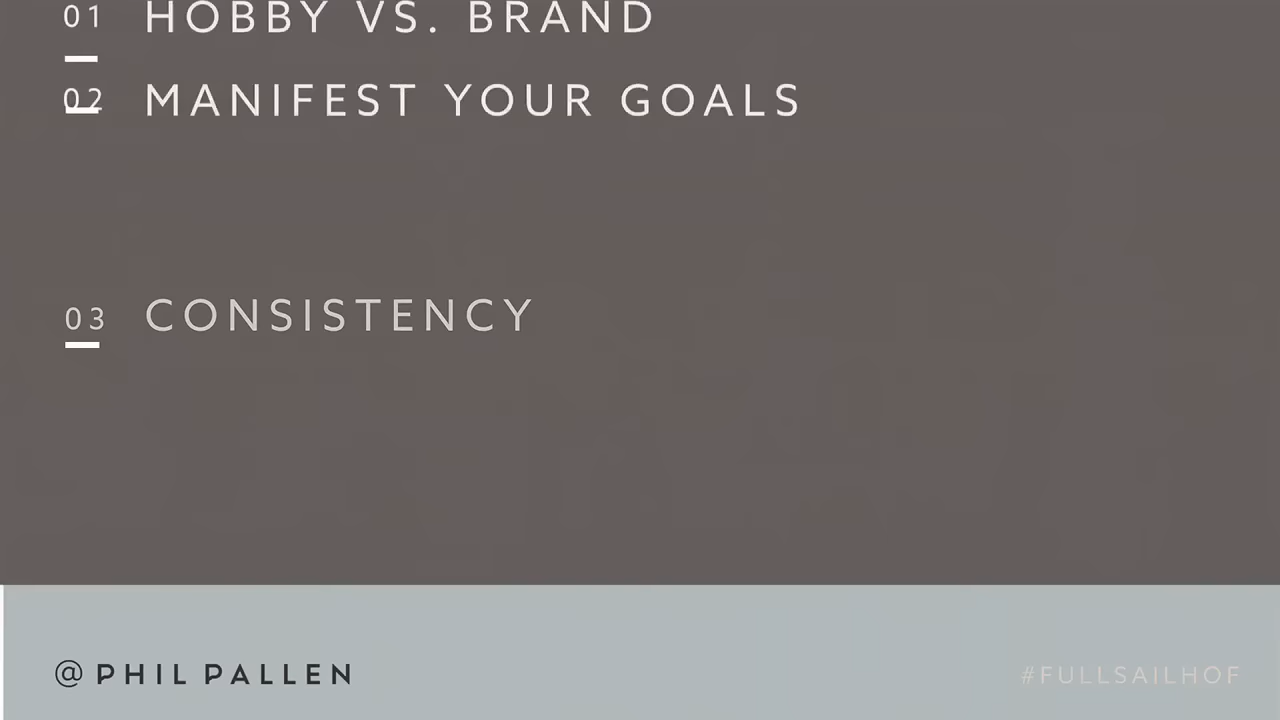 01 HOBBY VS. BRAND
02 MANIFEST YOUR GOALS
03 CONSISTENCY
@PHIL PALLEN
#FULLSAILHOF